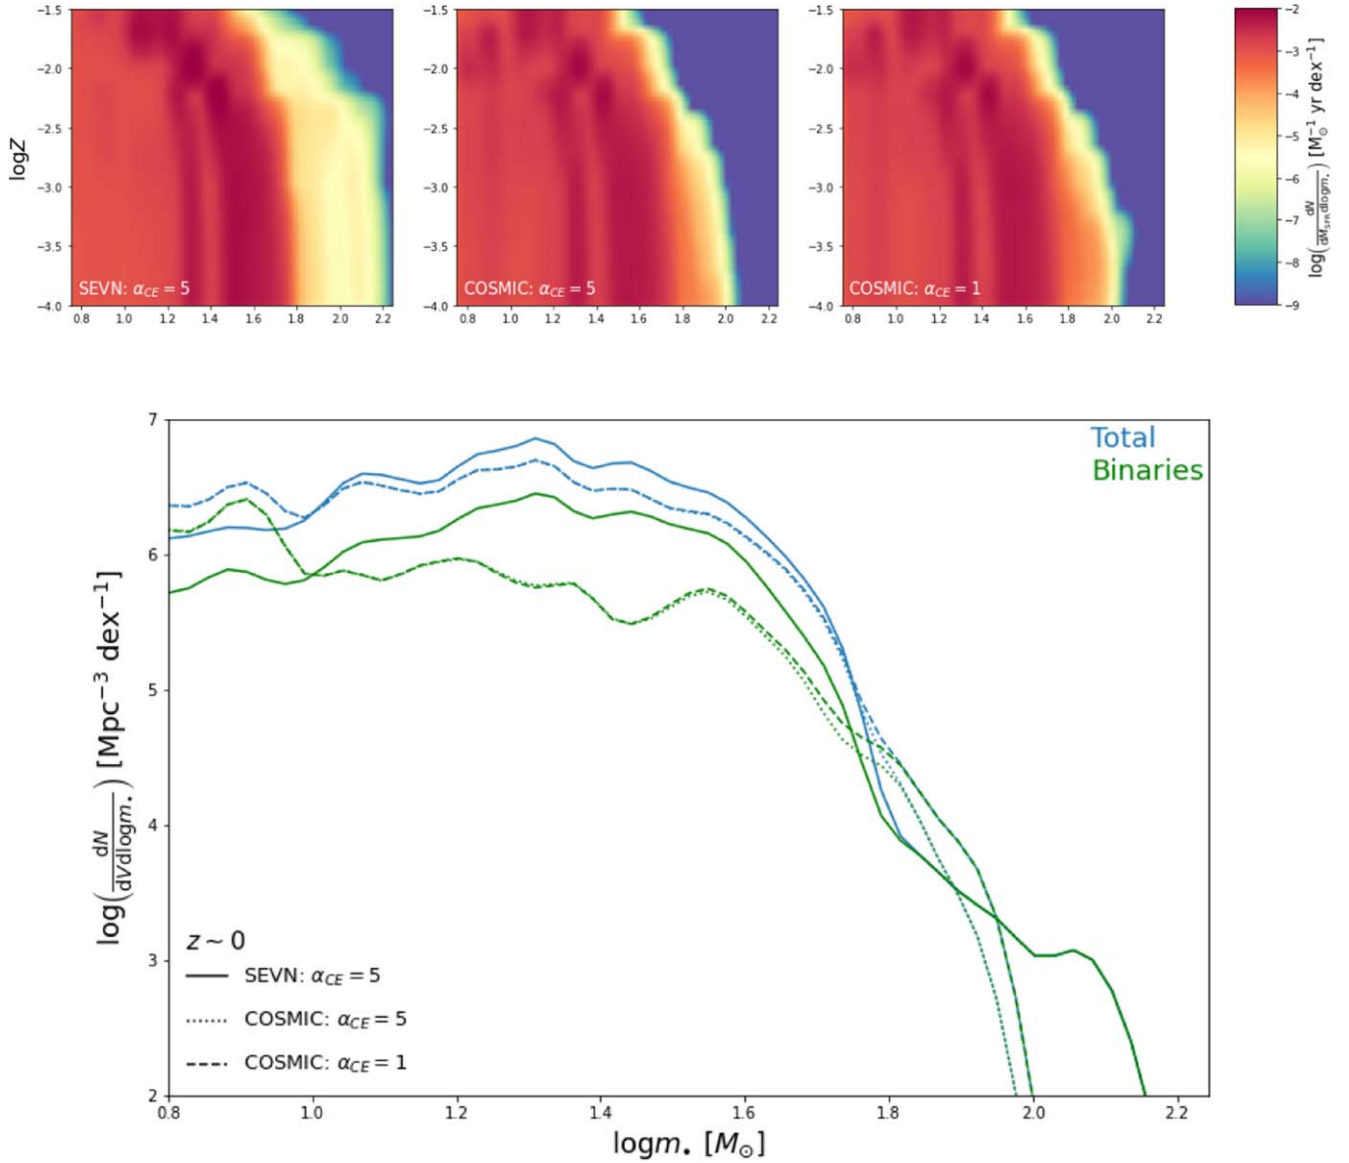 logZ
−1.5
−2.0
−2.5
−3.0
−3.5
−4.0
SEVN: α_CE = 5
0.8 1.0 1.2 1.4 1.6 1.8 2.0 2.2
−1.5
−2.0
−2.5
−3.0
−3.5
−4.0
COSMIC: α_CE = 5
0.8 1.0 1.2 1.4 1.6 1.8 2.0 2.2
−1.5
−2.0
−2.5
−3.0
−3.5
−4.0
COSMIC: α_CE = 1
0.8 1.0 1.2 1.4 1.6 1.8 2.0 2.2
−2
−3
−4
−5
−6
−7
−8
−9
log(dN/dM_SFR dlogm•) [M⊙⁻¹ yr dex⁻¹]
log(dN/dVdlogm•) [Mpc⁻³ dex⁻¹]
7
6
5
4
3
2
Total
Binaries
z ~ 0
SEVN: α_CE = 5
COSMIC: α_CE = 5
COSMIC: α_CE = 1
0.8 1.0 1.2 1.4 1.6 1.8 2.0 2.2
logm• [M⊙]